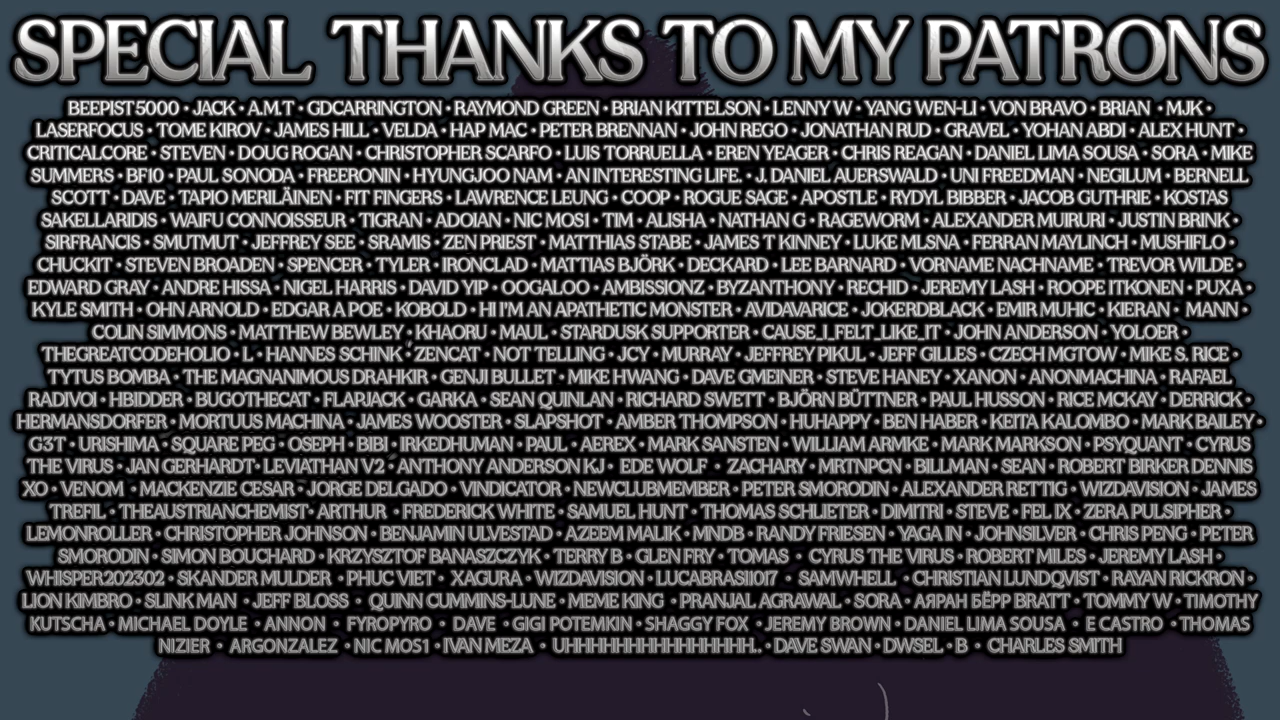 SPECIAL THANKS TO MY PATRONS
BEEPIST5000 • JACK • A.M.T • GDCARRINGTON • RAYMOND GREEN • BRIAN KITTELSON • LENNY W • YANG WEN-LI • VON BRAVO • BRIAN • MJK •
LASERFOCUS • TOME KIROV • JAMES HILL • VELDA • HAP MAC • PETER BRENNAN • JOHN REGO • JONATHAN RUD • GRAVEL • YOHAN ABDI • ALEX HUNT •
CRITICALCORE • STEVEN • DOUG ROGAN • CHRISTOPHER SCARFO • LUIS TORRUELLA • EREN YEAGER • CHRIS REAGAN • DANIEL LIMA SOUSA • SORA • MIKE
SUMMERS • BF10 • PAUL SONODA • FREERONIN • HYUNGJOO NAM • AN INTERESTING LIFE. • J. DANIEL AUERSWALD • UNI FREEDMAN • NEGILUM • BERNELL
SCOTT • DAVE • TAPIO MERILÄINEN • FIT FINGERS • LAWRENCE LEUNG • COOP • ROGUE SAGE • APOSTLE • RYDYL BIBBER • JACOB GUTHRIE • KOSTAS
SAKELLARIDIS • WAIFU CONNOISSEUR • TIGRAN • ADOIAN • NIC MOS1 • TIM • ALISHA • NATHAN G • RAGEWORM • ALEXANDER MUIRURI • JUSTIN BRINK •
SIRFRANCIS • SMUTMUT • JEFFREY SEE • SRAMIS • ZEN PRIEST • MATTHIAS STABE • JAMES T KINNEY • LUKE MLSNA • FERRAN MAYLINCH • MUSHIFLO •
CHUCKIT • STEVEN BROADEN • SPENCER • TYLER • IRONCLAD • MATTIAS BJÖRK • DECKARD • LEE BARNARD • VORNAME NACHNAME • TREVOR WILDE •
EDWARD GRAY • ANDRE HISSA • NIGEL HARRIS • DAVID YIP • OOGALOO • AMBISSIONZ • BYZANTHONY • RECHID • JEREMY LASH • ROOPE ITKONEN • PUXA •
KYLE SMITH • OHN ARNOLD • EDGAR A POE • KOBOLD • HI I'M AN APATHETIC MONSTER • AVIDAVARICE • JOKERDBLACK • EMIR MUHIC • KIERAN • MANN •
COLIN SIMMONS • MATTHEW BEWLEY • KHAORU • MAUL • STARDUST SUPPORTER • CAUSE_I_FELT_LIKE_IT • JOHN ANDERSON • YOLOER •
THEGREATCODEHOLIO • L • HANNES SCHINK • ZENCAT • NOT TELLING • JCY • MURRAY • JEFFREY PIKUL • JEFF GILLES • CZECH MGTOW • MIKE S. RICE •
TYTUS BOMBA • THE MAGNANIMOUS DRAHKIR • GENJI BULLET • MIKE HWANG • DAVE GMEINER • STEVE HANEY • XANON • ANONMACHINA • RAFAEL
RADIVOI • HBIDDER • BUGOTHECAT • FLAPJACK • GARKA • SEAN QUINLAN • RICHARD SWETT • BJÖRN BÜTTNER • PAUL HUSSON • RICE MCKAY • DERRICK •
HERMANSDORFER • MORTUUS MACHINA • JAMES WOOSTER • SLAPSHOT • AMBER THOMPSON • HUHAPPY • BEN HABER • KEITA KALOMBO • MARK BAILEY •
G3T • URISHIMA • SQUARE PEG • OSEPH • BIBI • IRKEDHUMAN • PAUL • AEREX • MARK SANSTEN • WILLIAM ARMKE • MARK MARKSON • PSYQUANT • CYRUS
THE VIRUS • JAN GERHARDT • LEVIATHAN V2 • ANTHONY ANDERSON KJ • EDE WOLF • ZACHARY • MRTNPCN • BILLMAN • SEAN • ROBERT BIRKER DENNIS
XO • VENOM • MACKENZIE CESAR • JORGE DELGADO • VINDICATOR • NEWCLUBMEMBER • PETER SMORODIN • ALEXANDER RETTIG • WIZDAVISION • JAMES
TREFIL • THEAUSTRIANCHEMIST • ARTHUR • FREDERICK WHITE • SAMUEL HUNT • THOMAS SCHLIETER • DIMITRI • STEVE • FEL IX • ZERA PULSIPHER •
LEMONROLLER • CHRISTOPHER JOHNSON • BENJAMIN ULVESTAD • AZEEM MALIK • MNDB • RANDY FRIESEN • YAGA IN • JOHNSILVER • CHRIS PENG • PETER
SMORODIN • SIMON BOUCHARD • KRZYSZTOF BANASZCZYK • TERRY B • GLEN FRY • TOMAS • CYRUS THE VIRUS • ROBERT MILES • JEREMY LASH •
WHISPER202302 • SKANDER MULDER • PHUC VIET • XAGURA • WIZDAVISION • LUCABRASIII017 • SAMWHELL • CHRISTIAN LUNDQVIST • RAYAN RICKRON •
LION KIMBRO • SLINK MAN • JEFF BLOSS • QUINN CUMMINS-LUNE • MEME KING • PRANJAL AGRAWAL • SORA • АЯРАН БЁРР BRATT • TOMMY W • TIMOTHY
KUTSCHA • MICHAEL DOYLE • ANNON • FYROPYRO • DAVE • GIGI POTEMKIN • SHAGGY FOX • JEREMY BROWN • DANIEL LIMA SOUSA • E CASTRO • THOMAS
NIZIER • ARGONZALEZ • NIC MOS1 • IVAN MEZA • UHHHHHHHHHHHHHHHH.. • DAVE SWAN • DWSEL • B • CHARLES SMITH